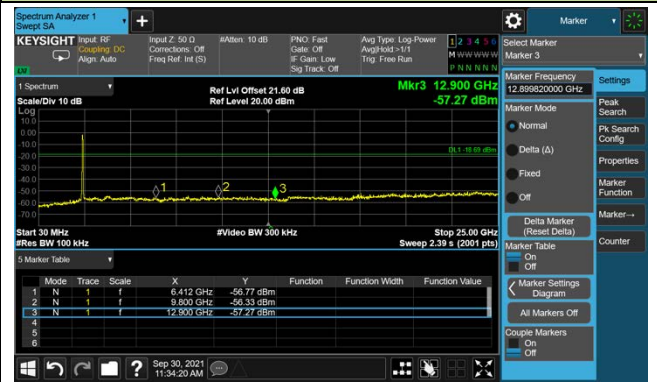 Spectrum Analyzer 1
Swept SA
Marker
KEYSIGHT
Input: RF
Coupling: DC
Align: Auto
Input Z: 50 Ω
Corrections: Off
Freq Ref: Int (S)
#Atten: 10 dB
PNO: Fast
Gate: Off
IF Gain: Low
Sig Track: Off
Avg Type: Log-Power
Avg|Hold:>1/1
Trig: Free Run
1 2 3 4 5 6
M W W W W W
P N N N N N
LM
Select Marker
Marker 3
1 Spectrum
Scale/Div 10 dB
Ref Lvl Offset 21.60 dB
Ref Level 20.00 dBm
Mkr3 12.900 GHz
-57.27 dBm
Log
10.0
0.00
-10.0
-20.0
-30.0
-40.0
-50.0
-60.0
-70.0
1
2
3
Start 30 MHz
#Res BW 100 kHz
#Video BW 300 kHz
Stop 25.00 GHz
Sweep 2.39 s (2001 pts)
5 Marker Table
Mode Trace Scale X Y Function Function Width Function Value
1 N 1 f 6.412 GHz -56.77 dBm
2 N 1 f 9.800 GHz -56.33 dBm
3 N 1 f 12.900 GHz -57.27 dBm
4
5
6
Marker Frequency
12.899820000 GHz
Marker Mode
Normal
Delta (Δ)
Fixed
Off
Delta Marker
(Reset Delta)
Marker Table
On
Off
Marker Settings
Diagram
All Markers Off
Couple Markers
On
Off
Settings
Peak
Search
Pk Search
Config
Properties
Marker
Function
Marker→
Counter
Sep 30, 2021
11:34:20 AM